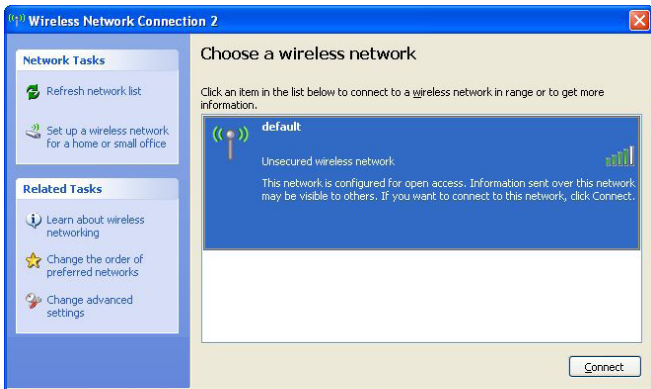 Wireless Network Connection 2
Network Tasks
Refresh network list
Set up a wireless network
for a home or small office
Related Tasks
Learn about wireless
networking
Change the order of
preferred networks
Change advanced
settings
Choose a wireless network
Click an item in the list below to connect to a wireless network in range or to get more
information.
default
Unsecured wireless network
This network is configured for open access. Information sent over this network
may be visible to others. If you want to connect to this network, click Connect.
Connect